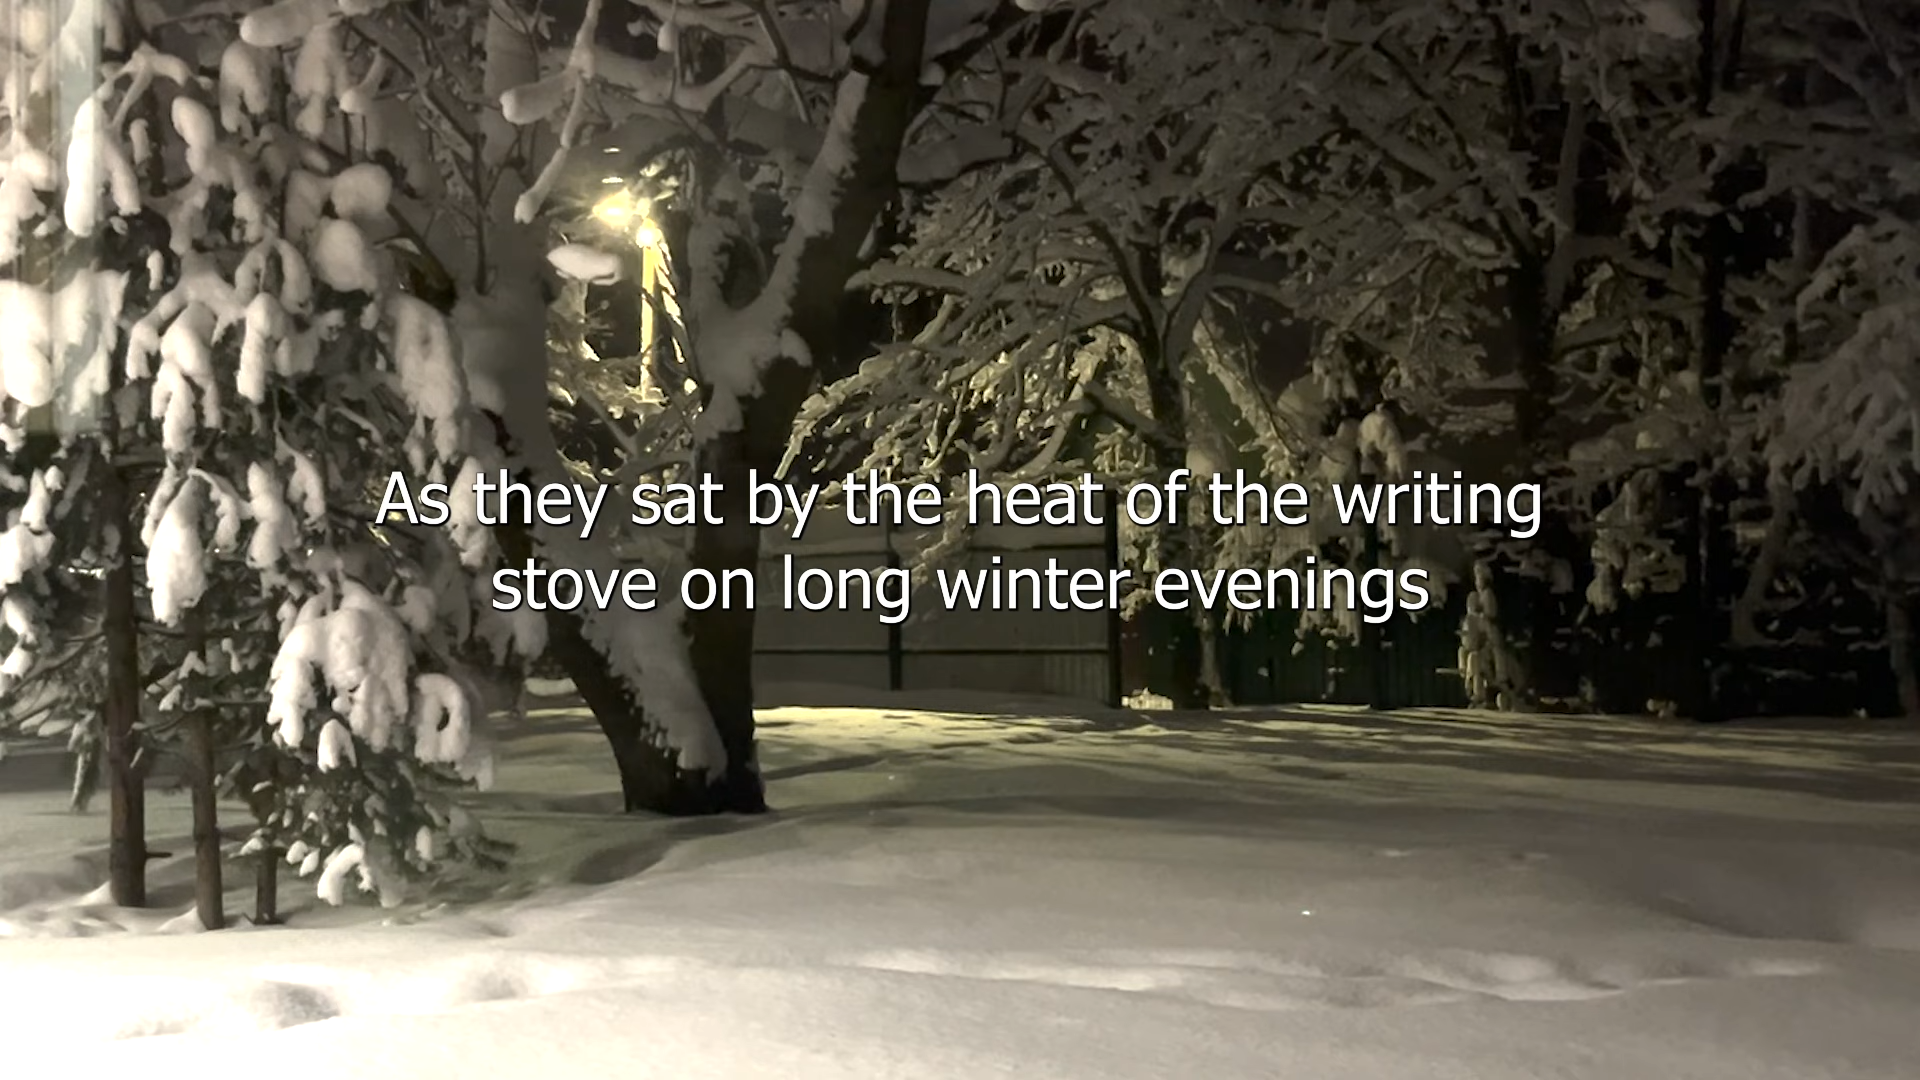 As they sat by the heat of the writing
stove on long winter evenings